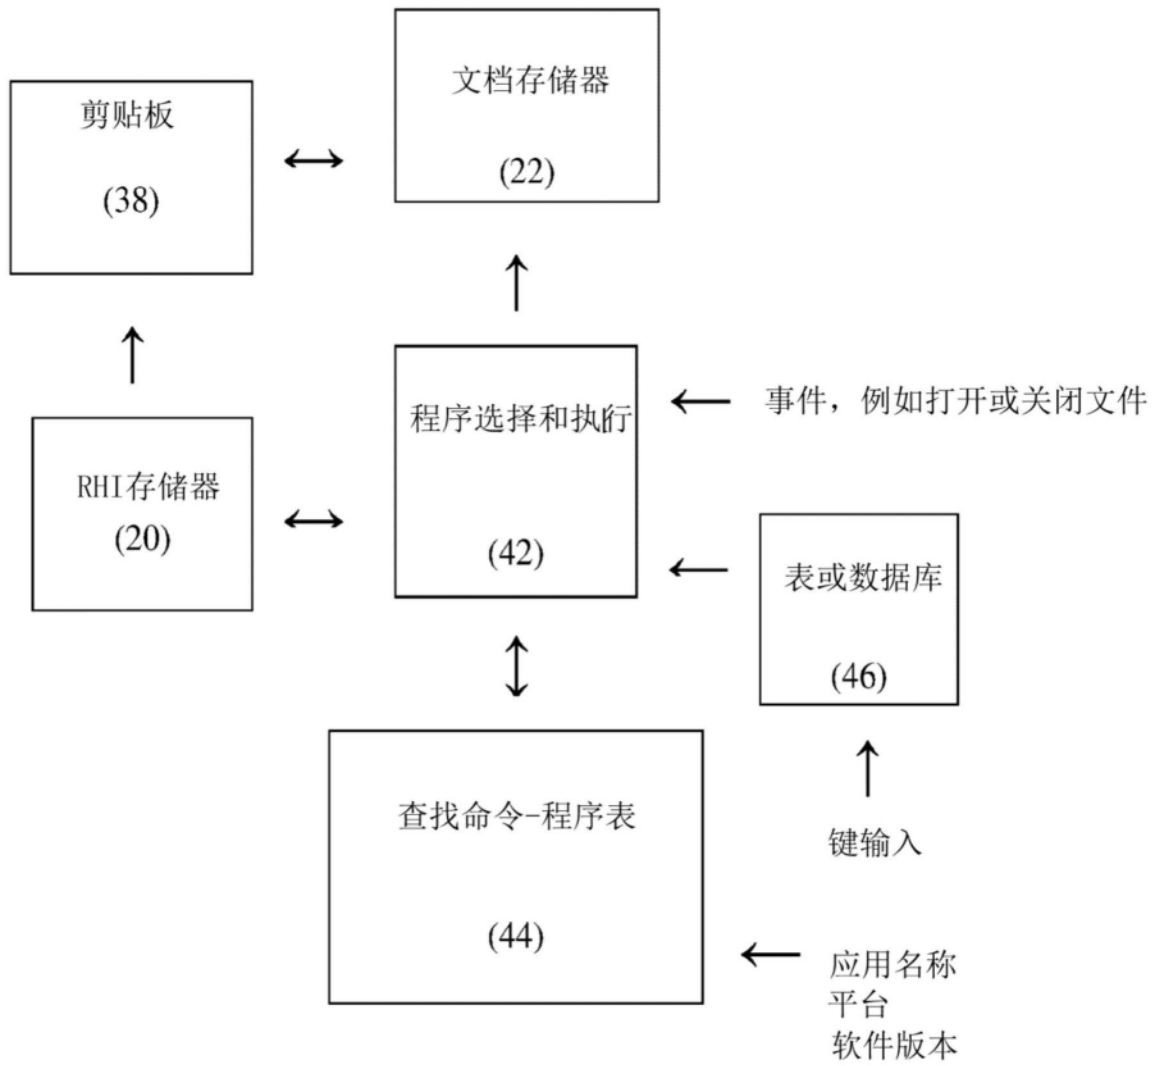 文档存储器
(22)
剪贴板
(38)
程序选择和执行
(42)
事件，例如打开或关闭文件
RHI存储器
(20)
表或数据库
(46)
键输入
查找命令-程序表
(44)
应用名称
平台
软件版本